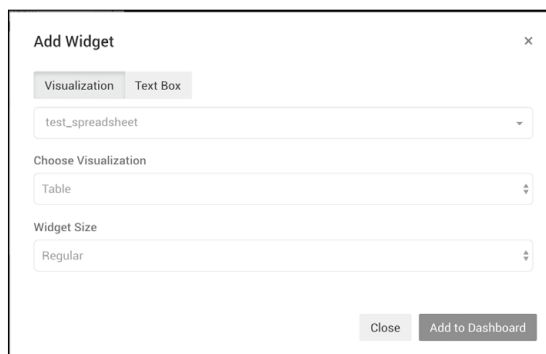 Add Widget ×
Visualization Text Box
test_spreadsheet
Choose Visualization
Table
Widget Size
Regular
Close Add to Dashboard